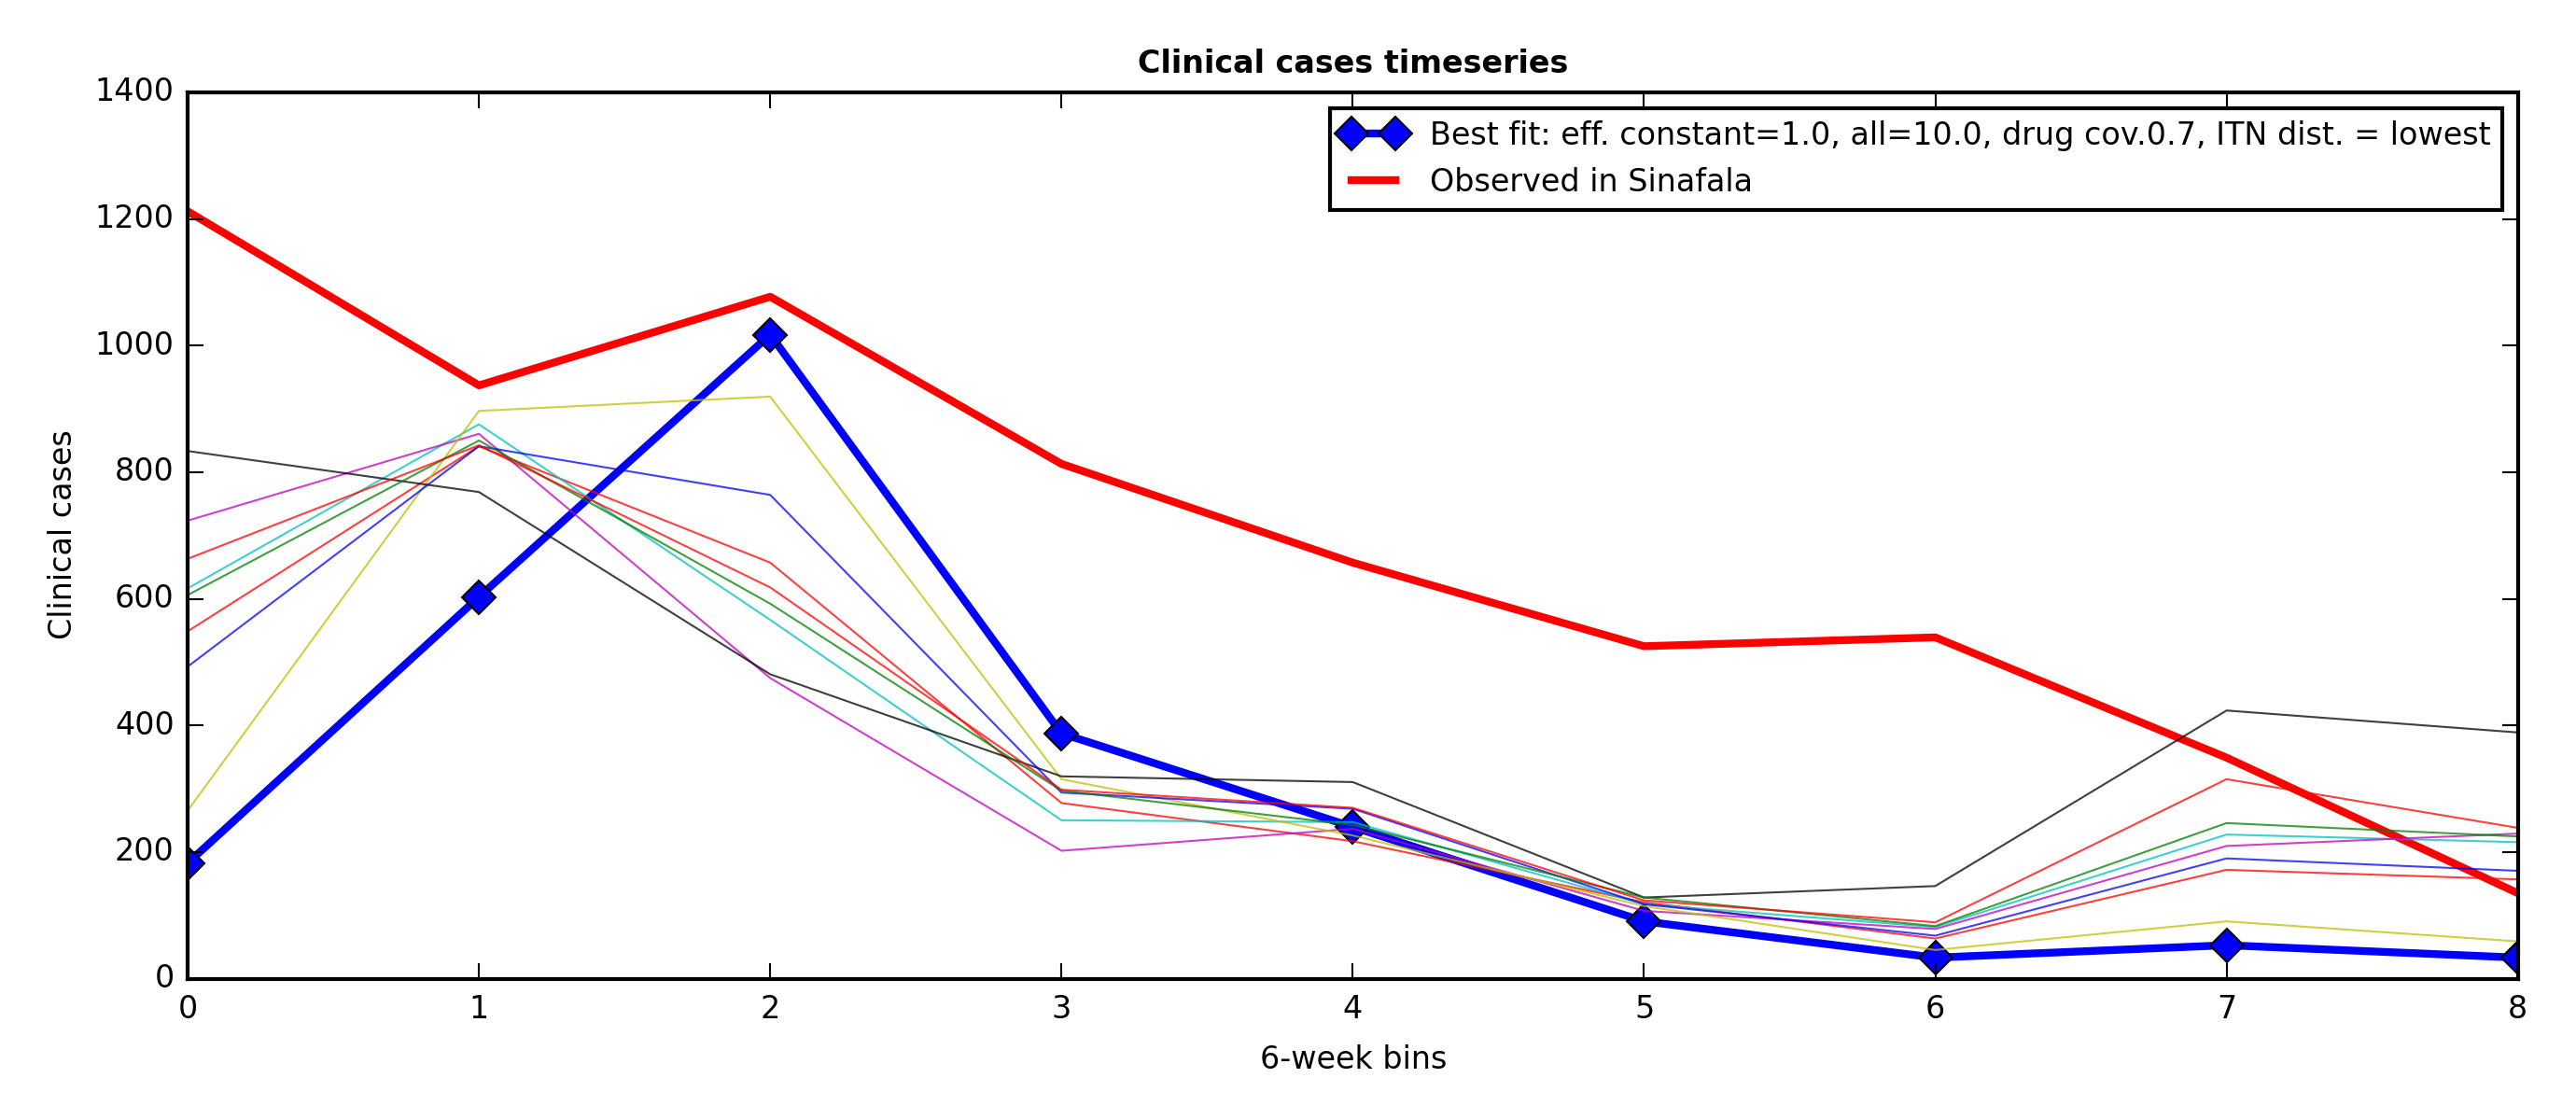 Clinical cases timeseries
1400
1200
1000
800
600
400
200
0
Clinical cases
Best fit: eff. constant=1.0, all=10.0, drug cov.0.7, ITN dist. = lowest
Observed in Sinafala
0 1 2 3 4 5 6 7 8
6-week bins